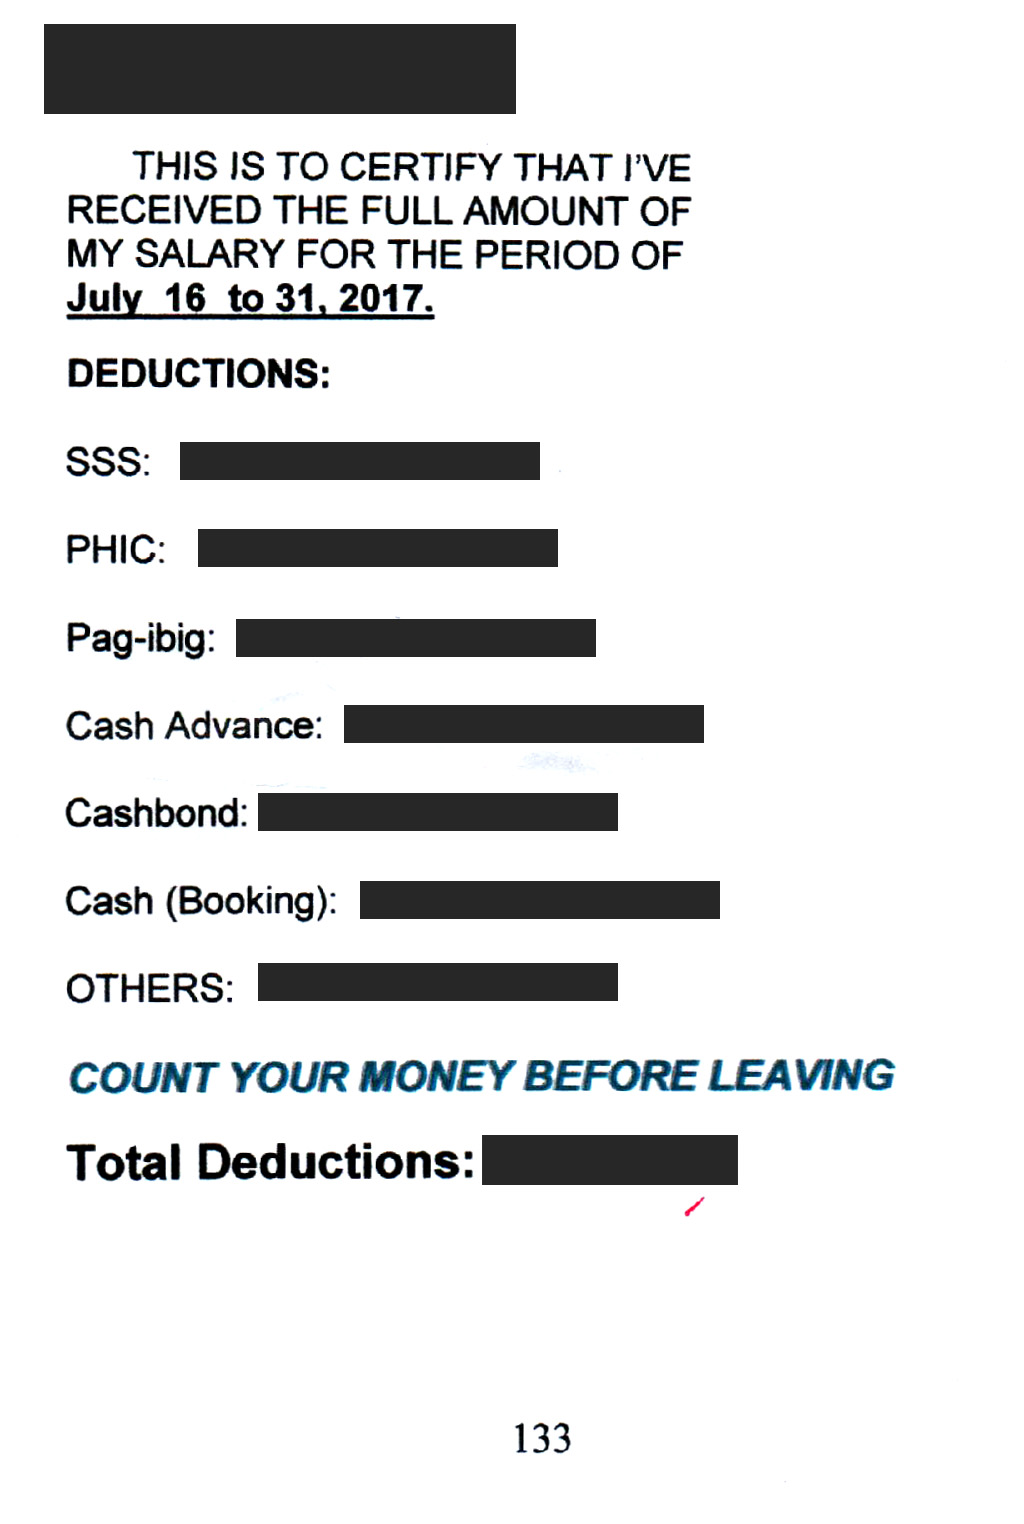 THIS IS TO CERTIFY THAT I'VE
RECEIVED THE FULL AMOUNT OF
MY SALARY FOR THE PERIOD OF
July 16 to 31, 2017.
DEDUCTIONS:
SSS:
PHIC:
Pag-ibig:
Cash Advance:
Cashbond:
Cash (Booking):
OTHERS:
COUNT YOUR MONEY BEFORE LEAVING
Total Deductions:
133